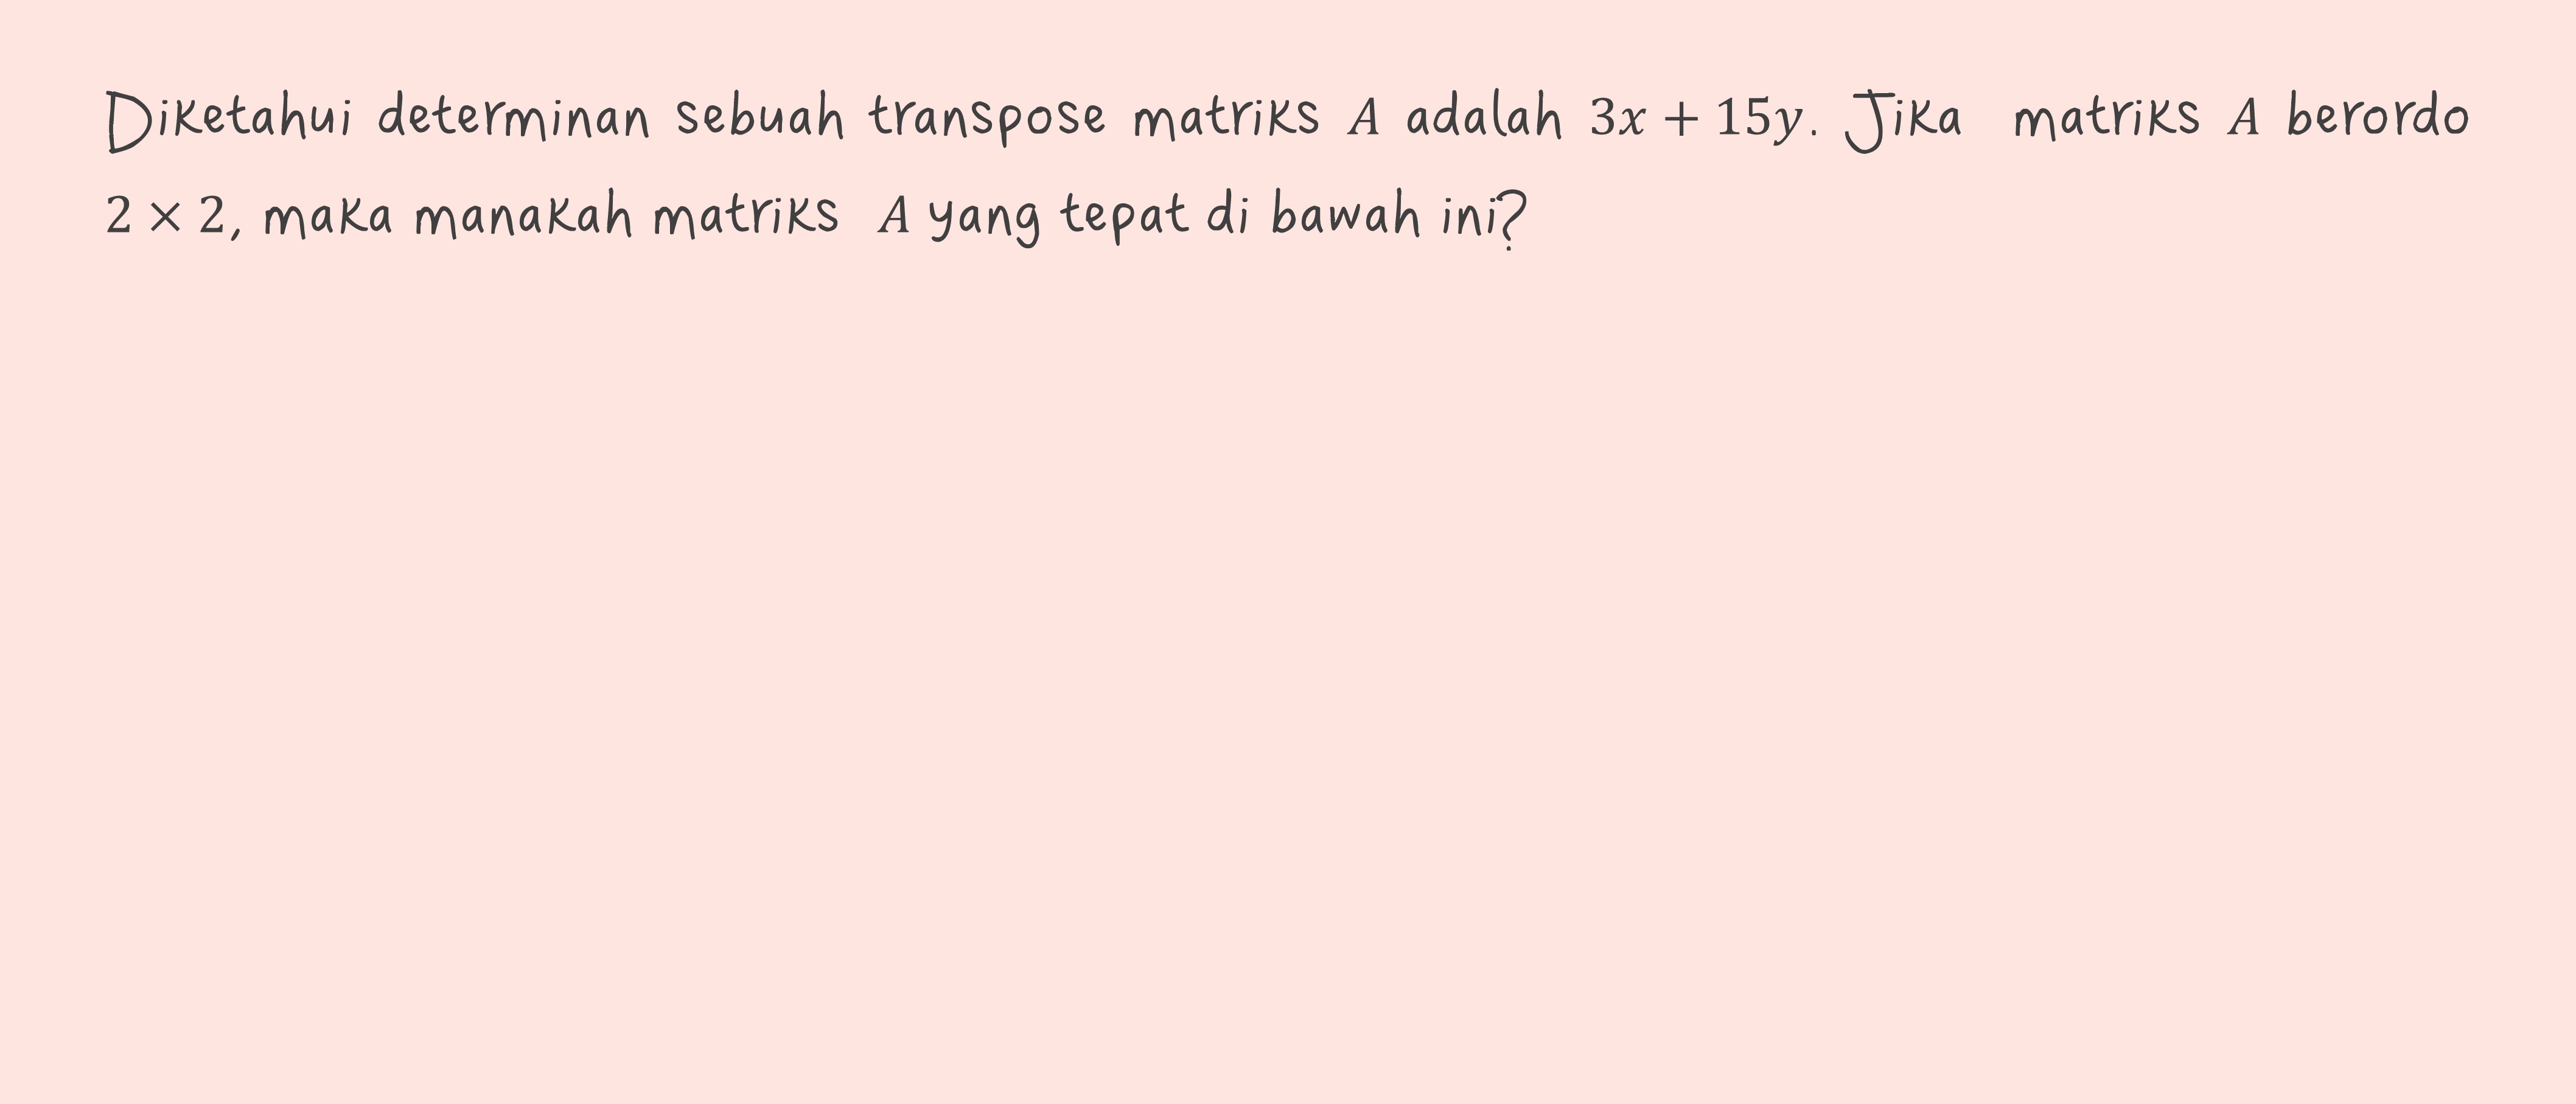 Diketahui determinan sebuah transpose matriks A adalah 3x + 15y. Jika matriks A berordo
2 × 2, maka manakah matriks A yang tepat di bawah ini?